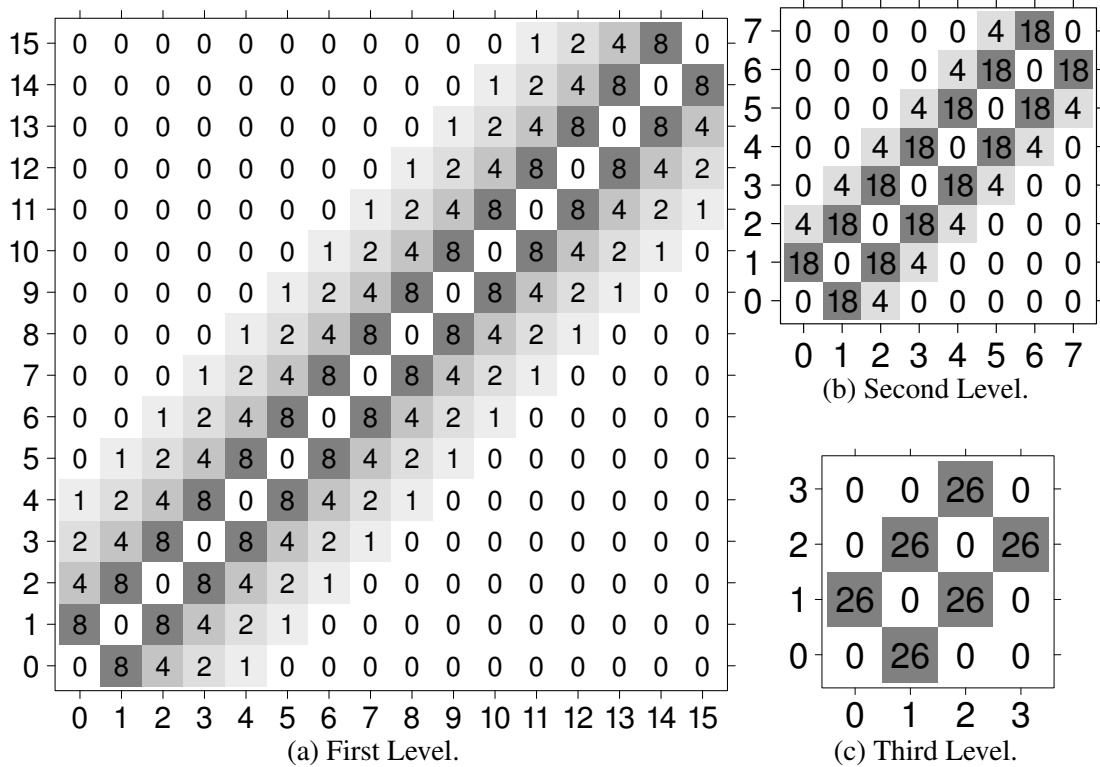 15 0 0 0 0 0 0 0 0 0 0 0 1 2 4 8 0
14 0 0 0 0 0 0 0 0 0 0 1 2 4 8 0 8
13 0 0 0 0 0 0 0 0 0 1 2 4 8 0 8 4
12 0 0 0 0 0 0 0 0 1 2 4 8 0 8 4 2
11 0 0 0 0 0 0 0 1 2 4 8 0 8 4 2 1
10 0 0 0 0 0 0 1 2 4 8 0 8 4 2 1 0
9 0 0 0 0 0 1 2 4 8 0 8 4 2 1 0 0
8 0 0 0 0 1 2 4 8 0 8 4 2 1 0 0 0
7 0 0 0 1 2 4 8 0 8 4 2 1 0 0 0 0
6 0 0 1 2 4 8 0 8 4 2 1 0 0 0 0 0
5 0 1 2 4 8 0 8 4 2 1 0 0 0 0 0 0
4 1 2 4 8 0 8 4 2 1 0 0 0 0 0 0 0
3 2 4 8 0 8 4 2 1 0 0 0 0 0 0 0 0
2 4 8 0 8 4 2 1 0 0 0 0 0 0 0 0 0
1 8 0 8 4 2 1 0 0 0 0 0 0 0 0 0 0
0 0 8 4 2 1 0 0 0 0 0 0 0 0 0 0 0
0 1 2 3 4 5 6 7 8 9 10 11 12 13 14 15
(a) First Level.
7 0 0 0 0 0 4 18 0
6 0 0 0 0 4 18 0 18
5 0 0 0 4 18 0 18 4
4 0 0 4 18 0 18 4 0
3 0 4 18 0 18 4 0 0
2 4 18 0 18 4 0 0 0
1 18 0 18 4 0 0 0 0
0 0 18 4 0 0 0 0 0
0 1 2 3 4 5 6 7
(b) Second Level.
3 0 0 26 0
2 0 26 0 26
1 26 0 26 0
0 0 26 0 0
0 1 2 3
(c) Third Level.